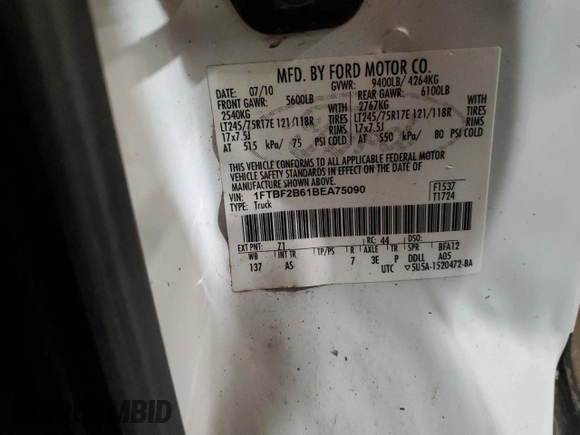 MFD. BY FORD MOTOR CO.
DATE: 07/10 GVWR: 9400LB/ 4264KG
FRONT GAWR: 5600LB REAR GAWR: 6100LB
2540KG 2767KG
LT245/75R17E 121/118R TIRES LT245/75R17E 121/118R TIRES
17x7.5J RIMS 17x7.5J RIMS
AT 515 kPa/ 75 PSI COLD AT 550 kPa/ 80 PSI COLD
THIS VEHICLE CONFORMS TO ALL APPLICABLE FEDERAL MOTOR
VEHICLE SAFETY STANDARDS IN EFFECT ON THE DATE OF
MANUFACTURE SHOWN ABOVE.
VIN: 1FTBF2B61BEA75090 F1537
TYPE: Truck T1724
EXT PNT: Z1 RC: 44 DSO:
WB INT TR TP/PS R AXLE TR SPR BFA12
137 AS 7 3E P DDLL A05
UTC 5U5A-1520472-BA